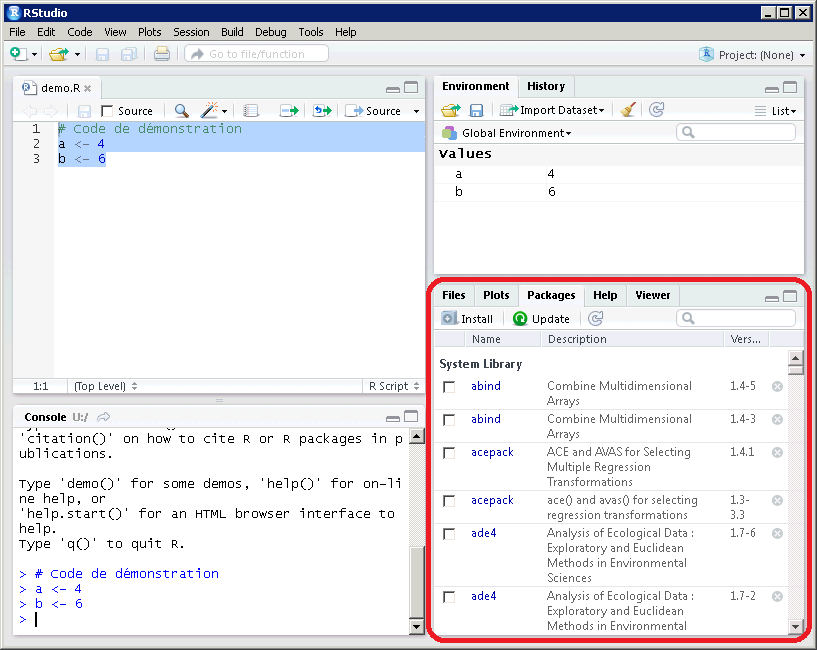 RStudio
File Edit Code View Plots Session Build Debug Tools Help
Go to file/function Project: (None)
demo.R
Source Source
1 # Code de démonstration
2 a <- 4
3 b <- 6
1:1 (Top Level) R Script
Console U:/
'citation()' on how to cite R or R packages in p
ublications.
Type 'demo()' for some demos, 'help()' for on-li
ne help, or
'help.start()' for an HTML browser interface to
help.
Type 'q()' to quit R.
> # Code de démonstration
> a <- 4
> b <- 6
>
Environment History
Import Dataset List
Global Environment
Values
a 4
b 6
Files Plots Packages Help Viewer
Install Update
Name Description Vers...
System Library
abind Combine Multidimensional 1.4-5
Arrays
abind Combine Multidimensional 1.4-3
Arrays
acepack ACE and AVAS for Selecting 1.4.1
Multiple Regression
Transformations
acepack ace() and avas() for selecting 1.3-
regression transformations 3.3
ade4 Analysis of Ecological Data : 1.7-6
Exploratory and Euclidean
Methods in Environmental
Sciences
ade4 Analysis of Ecological Data : 1.7-2
Exploratory and Euclidean
Methods in Environmental